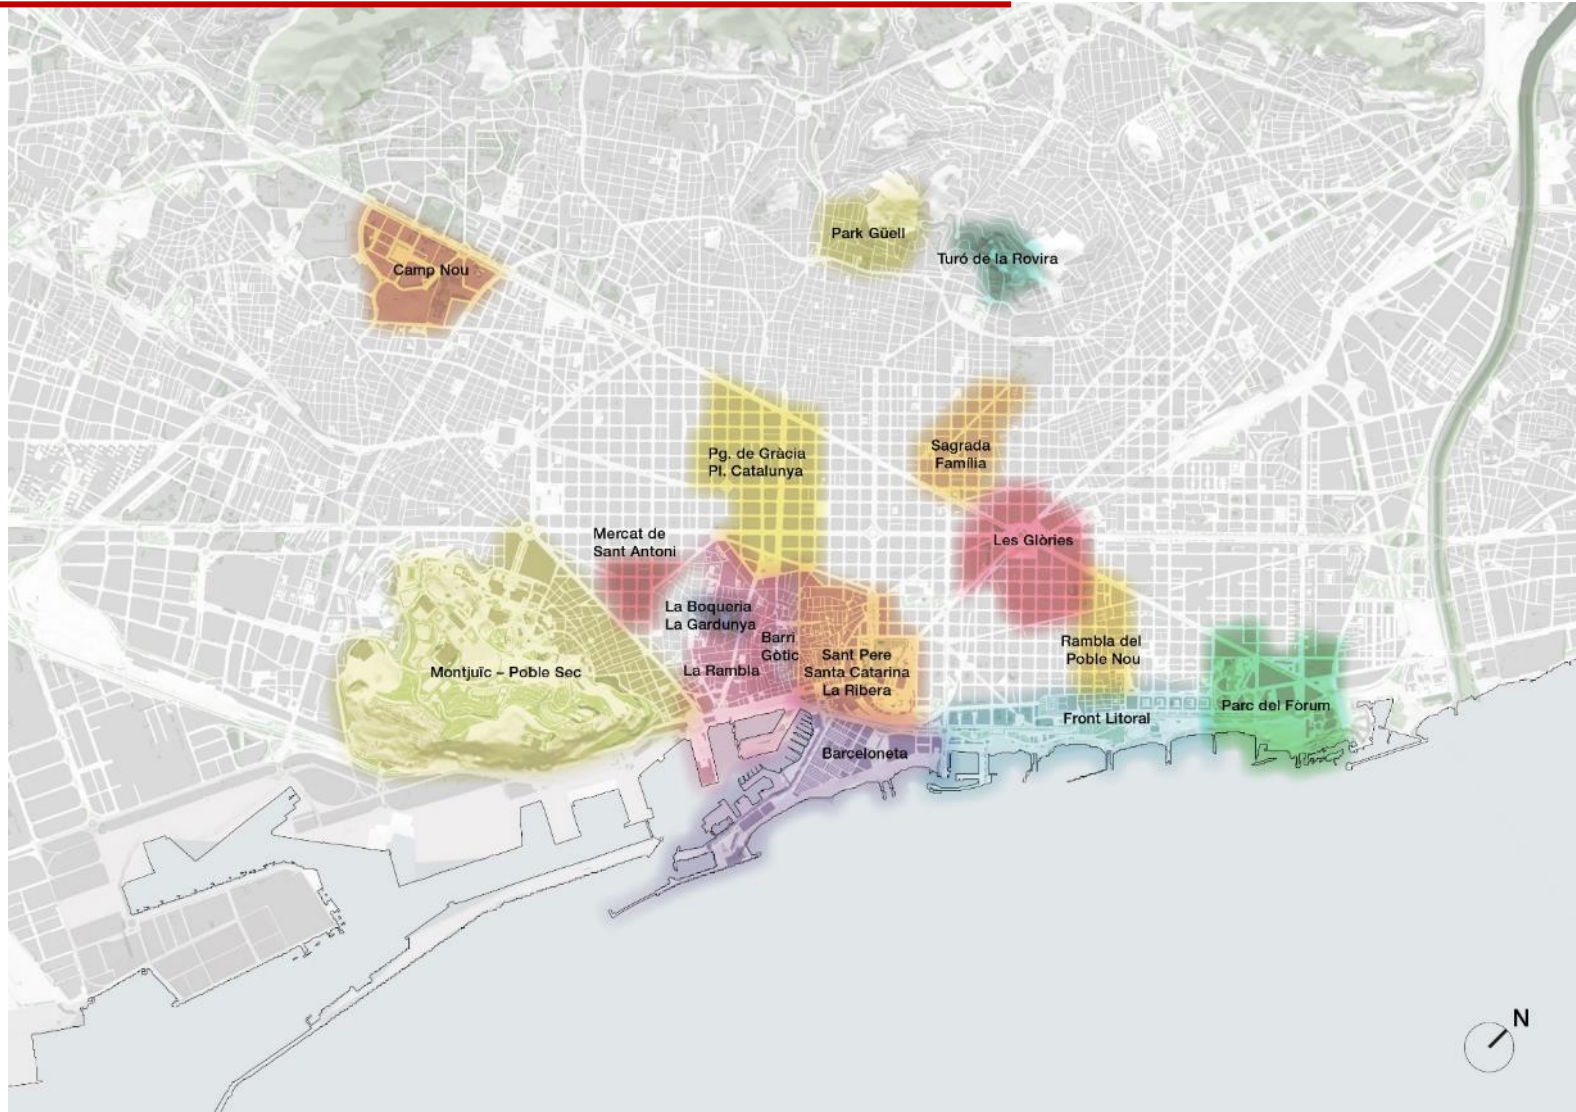 Park Güell
Turó de la Rovira
Camp Nou
Pg. de Gràcia
Pl. Catalunya
Sagrada
Família
Mercat de
Sant Antoni
Les Glòries
La Boqueria
La Gardunya
Barri
Gòtic
Rambla del
Poble Nou
Sant Pere
Santa Catarina
La Ribera
Montjuïc – Poble Sec
La Rambla
Parc del Fòrum
Front Litoral
Barceloneta
N